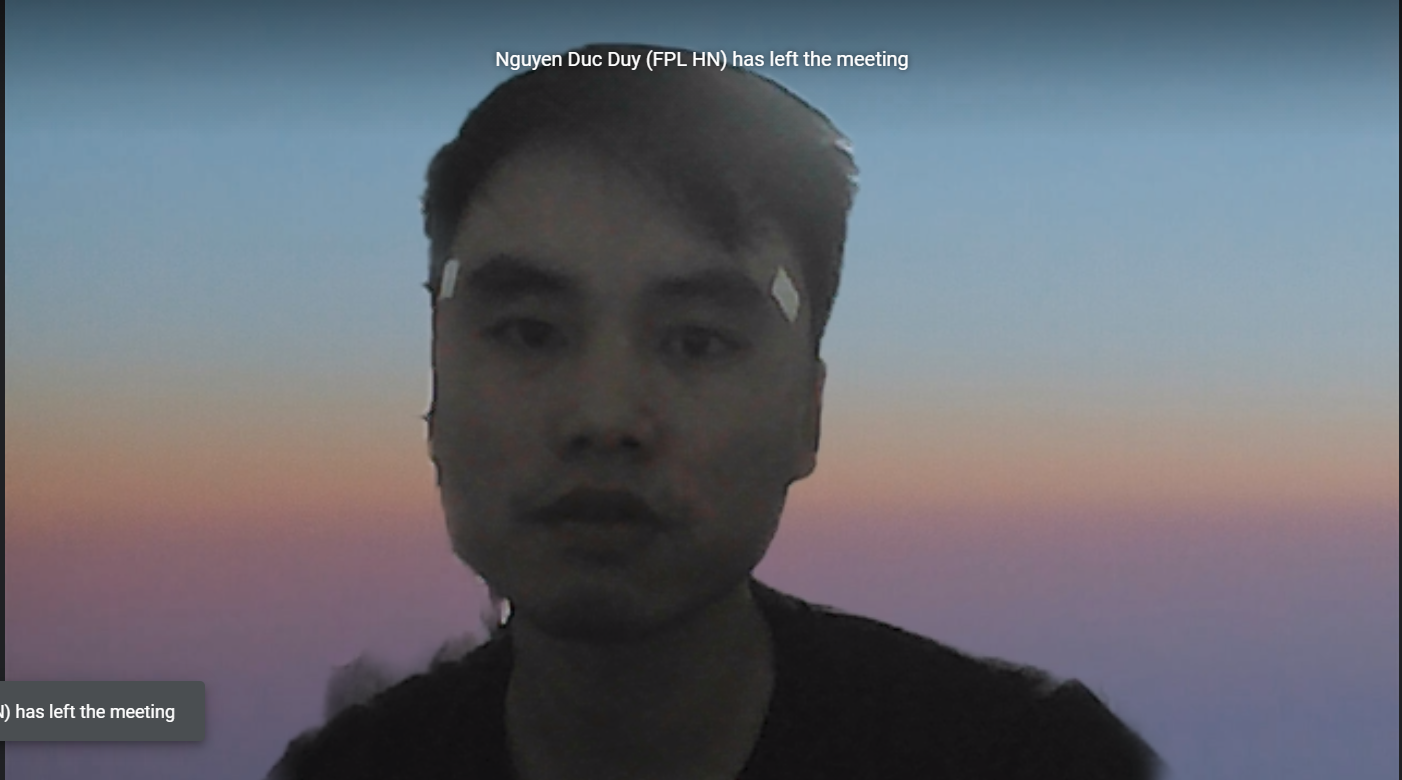 Nguyen Duc Duy (FPL HN) has left the meeting
N) has left the meeting